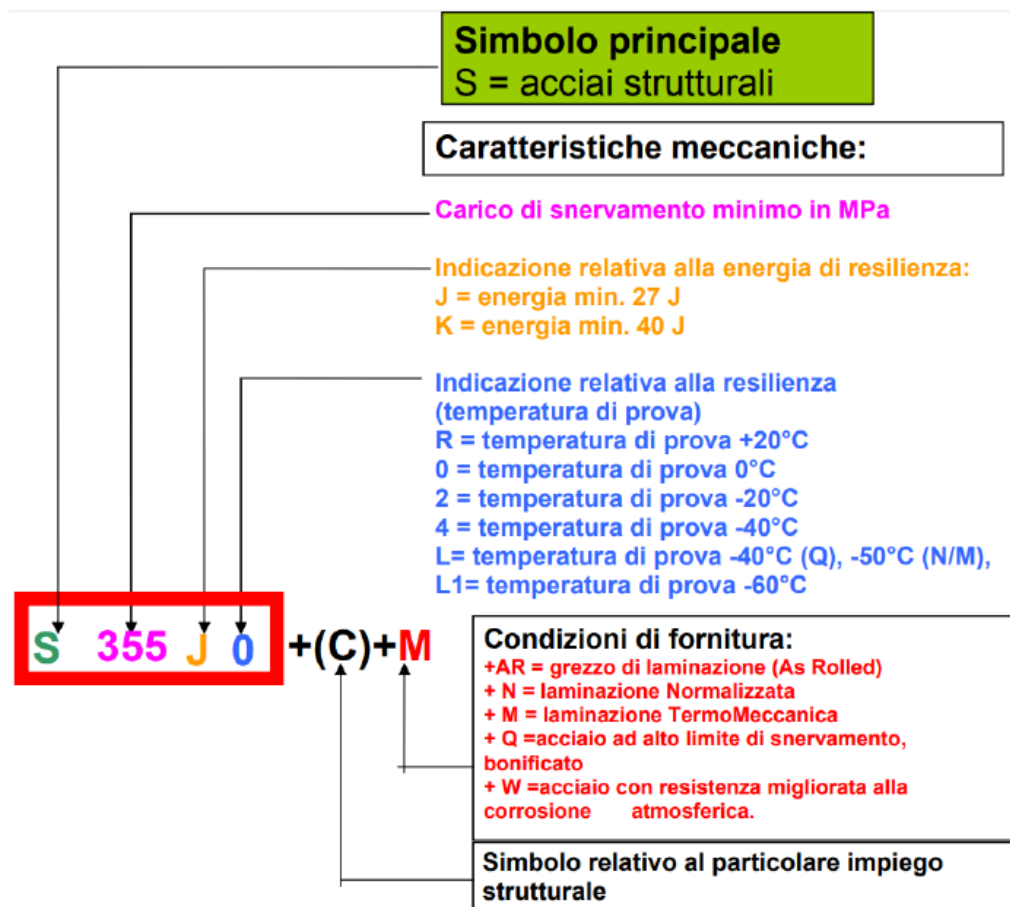 Simbolo principale
S = acciai strutturali
Caratteristiche meccaniche:
Carico di snervamento minimo in MPa
Indicazione relativa alla energia di resilienza:
J = energia min. 27 J
K = energia min. 40 J
Indicazione relativa alla resilienza
(temperatura di prova)
R = temperatura di prova +20°C
0 = temperatura di prova 0°C
2 = temperatura di prova -20°C
4 = temperatura di prova -40°C
L= temperatura di prova -40°C (Q), -50°C (N/M),
L1= temperatura di prova -60°C
S 355 J 0 +(C)+M
Condizioni di fornitura:
+AR = grezzo di laminazione (As Rolled)
+ N = laminazione Normalizzata
+ M = laminazione TermoMeccanica
+ Q =acciaio ad alto limite di snervamento,
bonificato
+ W =acciaio con resistenza migliorata alla
corrosione atmosferica.
Simbolo relativo al particolare impiego
strutturale